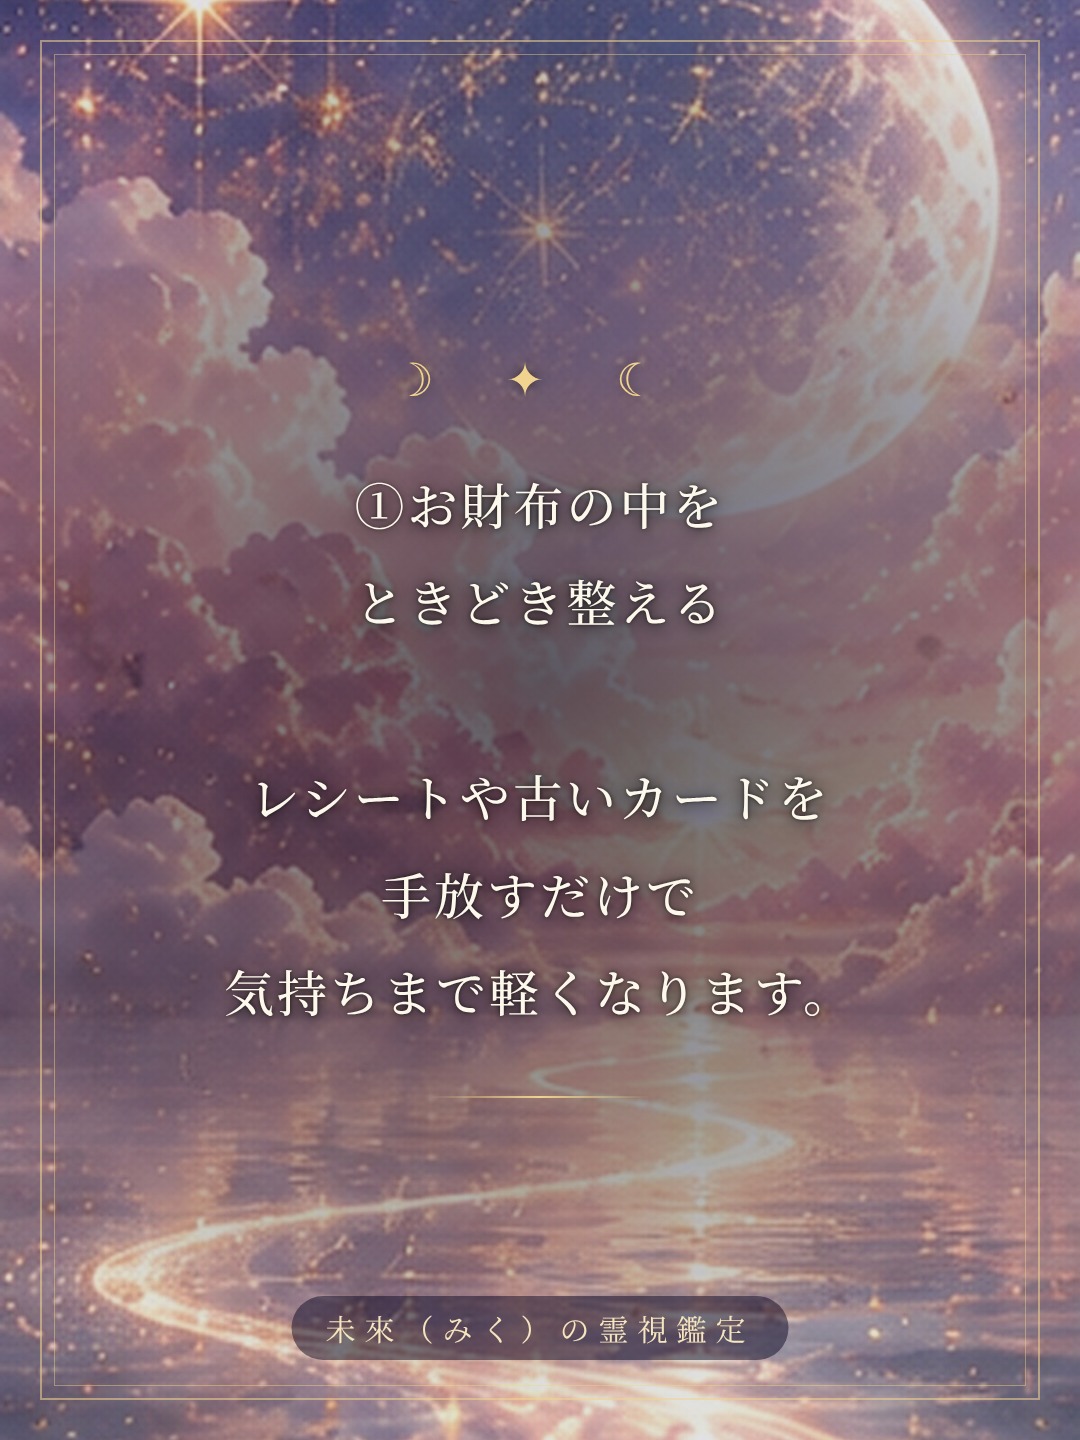 ①お財布の中を
ときどき整える
レシートや古いカードを
手放すだけで
気持ちまで軽くなります。
未來（みく）の霊視鑑定